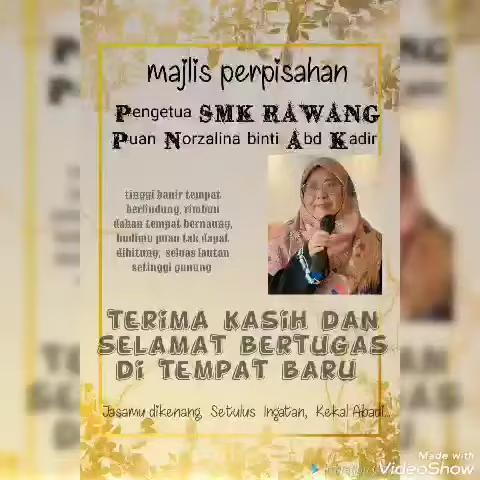 majlis perpisahan
Pengetua SMK RAWANG
Puan Norzalina binti Abd Kadir
tinggi banir tempat
berlindung, rimbun
dahan tempat bernaung,
budimu puan tak dapat
dihitung, seluas lautan
setinggi gunung
TERIMA KASIH DAN
SELAMAT BERTUGAS
DI TEMPAT BARU
Jasamu dikenang, Setulus Ingatan, Kekal Abadi...
Made with
VideoShow